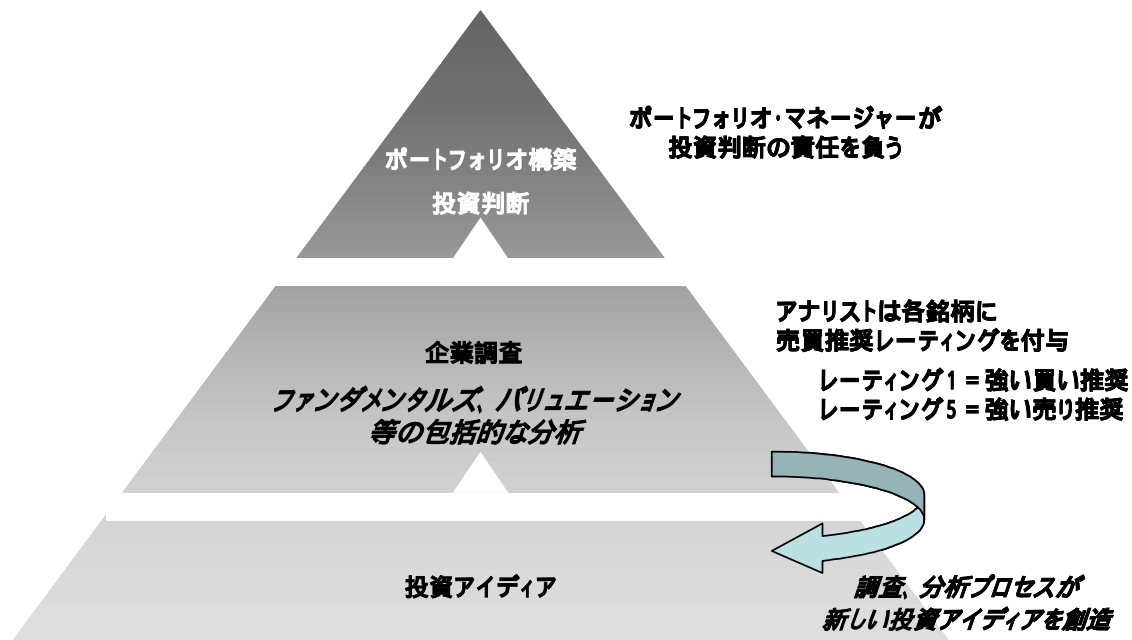 ポートフォリオ・マネージャーが
投資判断の責任を負う
ポートフォリオ構築
投資判断
アナリストは各銘柄に
売買推奨レーティングを付与
レーティング1 = 強い買い推奨
レーティング5 = 強い売り推奨
企業調査
ファンダメンタルズ、バリュエーション
等の包括的な分析
投資アイディア
調査、分析プロセスが
新しい投資アイディアを創造